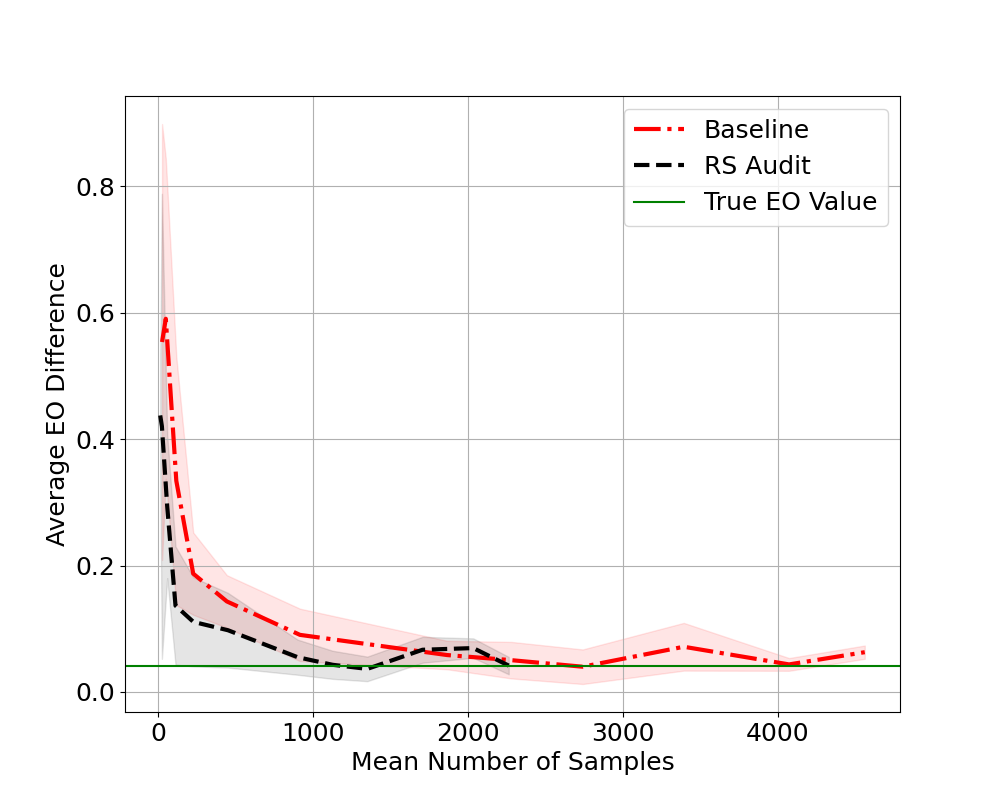 Baseline
RS Audit
True EO Value
Average EO Difference
0.8
0.6
0.4
0.2
0.0
0 1000 2000 3000 4000
Mean Number of Samples